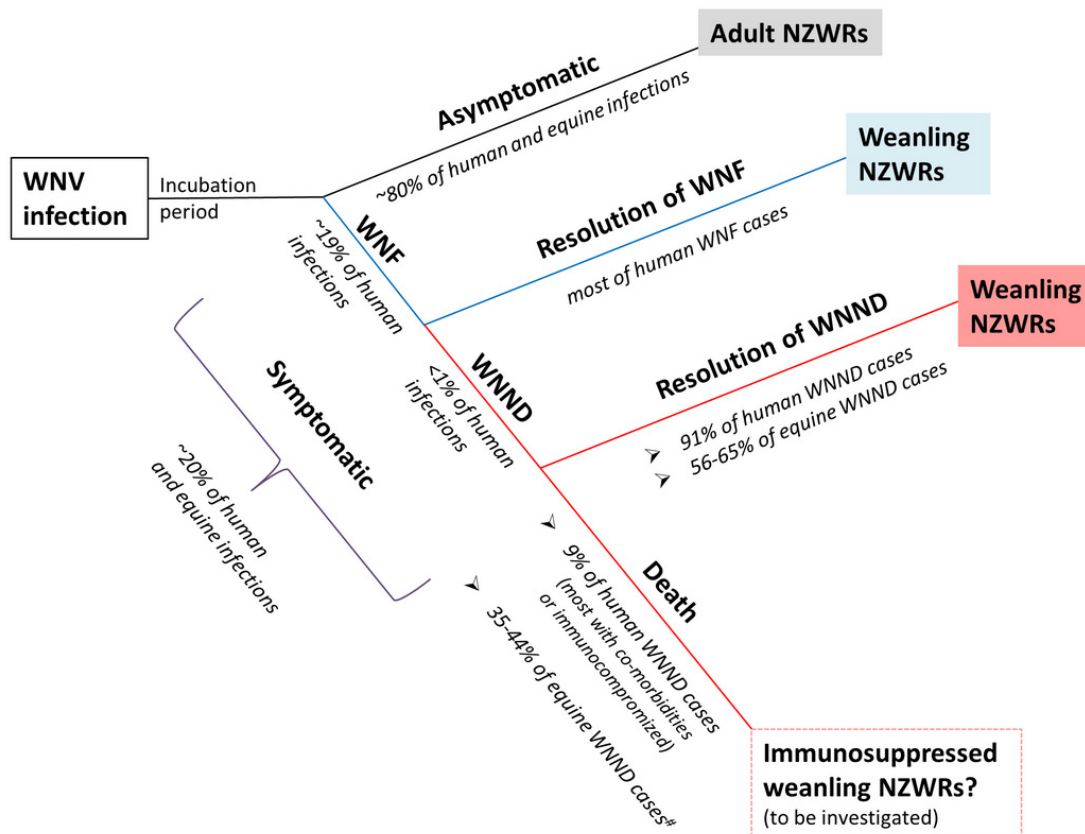 Adult NZWRs
Asymptomatic
~80% of human and equine infections
WNV
infection
Incubation
period
Weanling
NZWRs
Resolution of WNF
most of human WNF cases
WNF
~19% of human
infections
Weanling
NZWRs
Resolution of WNND
➢ 91% of human WNND cases
➢ 56-65% of equine WNND cases
WNND
<1% of human
infections
Symptomatic
~20% of human
and equine infections
Death
➢ 9% of human WNND cases
(most with co-morbidities
or immunocompromized)
➢ 35-44% of equine WNND cases#
Immunosuppressed
weanling NZWRs?
(to be investigated)